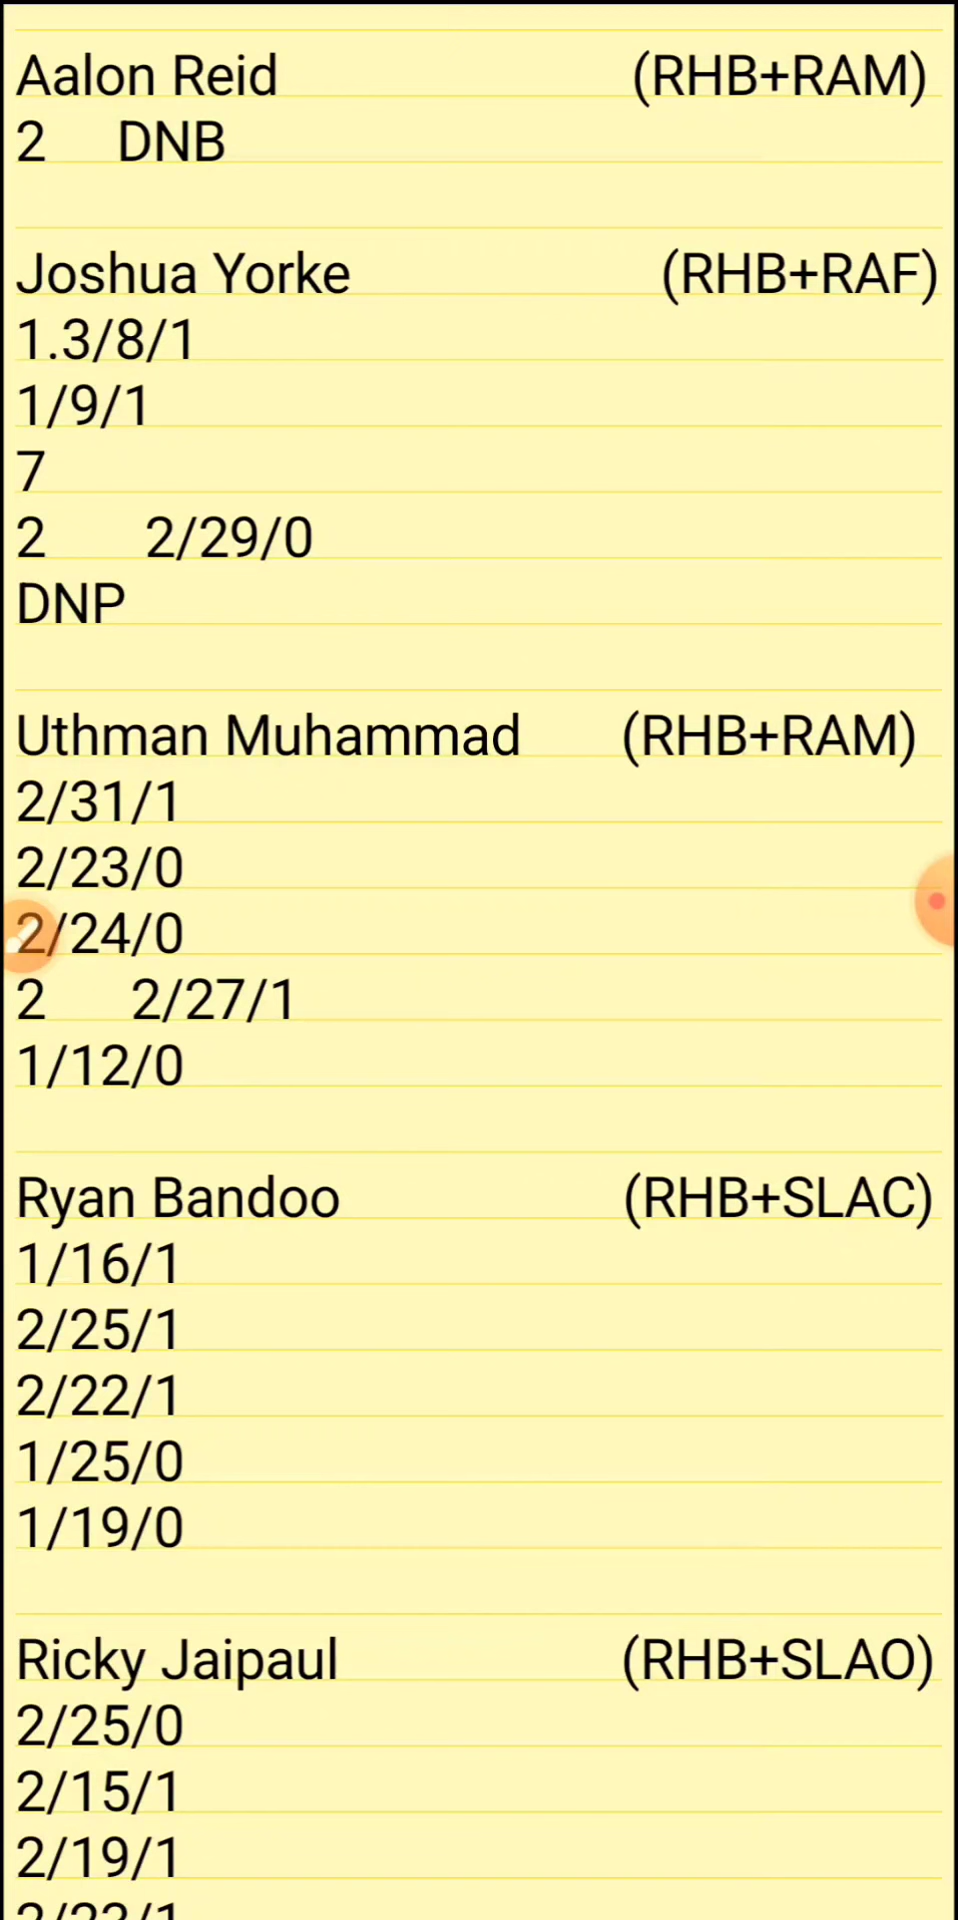 Aalon Reid (RHB+RAM)
2 DNB
Joshua Yorke (RHB+RAF)
1.3/8/1
1/9/1
7
2 2/29/0
DNP
Uthman Muhammad (RHB+RAM)
2/31/1
2/23/0
2/24/0
2 2/27/1
1/12/0
Ryan Bandoo (RHB+SLAC)
1/16/1
2/25/1
2/22/1
1/25/0
1/19/0
Ricky Jaipaul (RHB+SLAO)
2/25/0
2/15/1
2/19/1